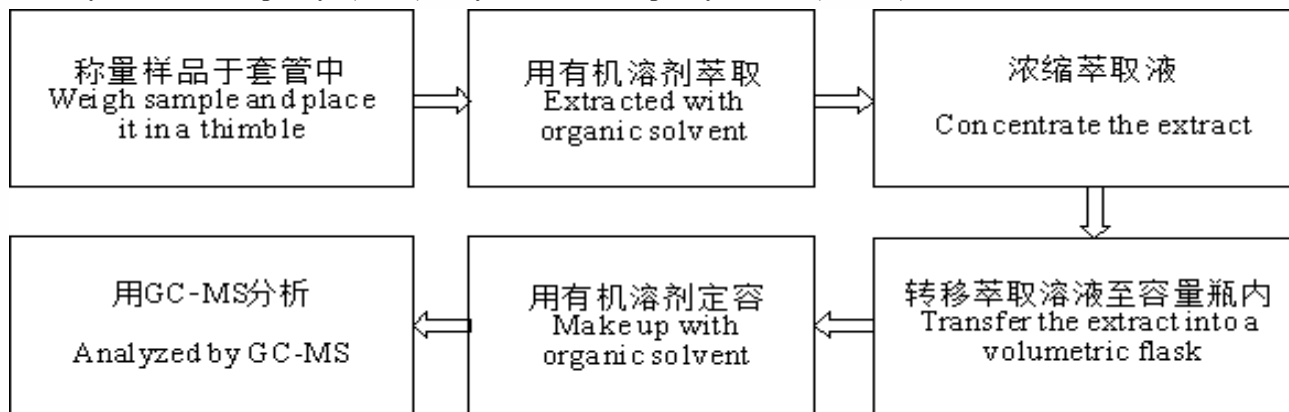 称量样品于套管中
Weigh sample and place
it in a thimble
用有机溶剂萃取
Extracted with
organic solvent
浓缩萃取液
Concentrate the extract
转移萃取溶液至容量瓶内
Transfer the extract into a
volumetric flask
用有机溶剂定容
Make up with
organic solvent
用GC-MS分析
Analyzed by GC-MS